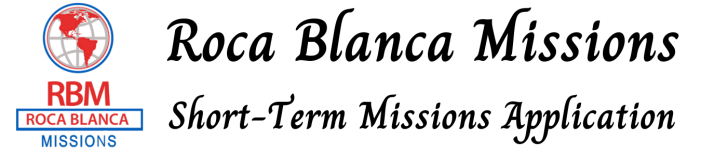 RBM
ROCA BLANCA
MISSIONS
Roca Blanca Missions
Short-Term Missions Application